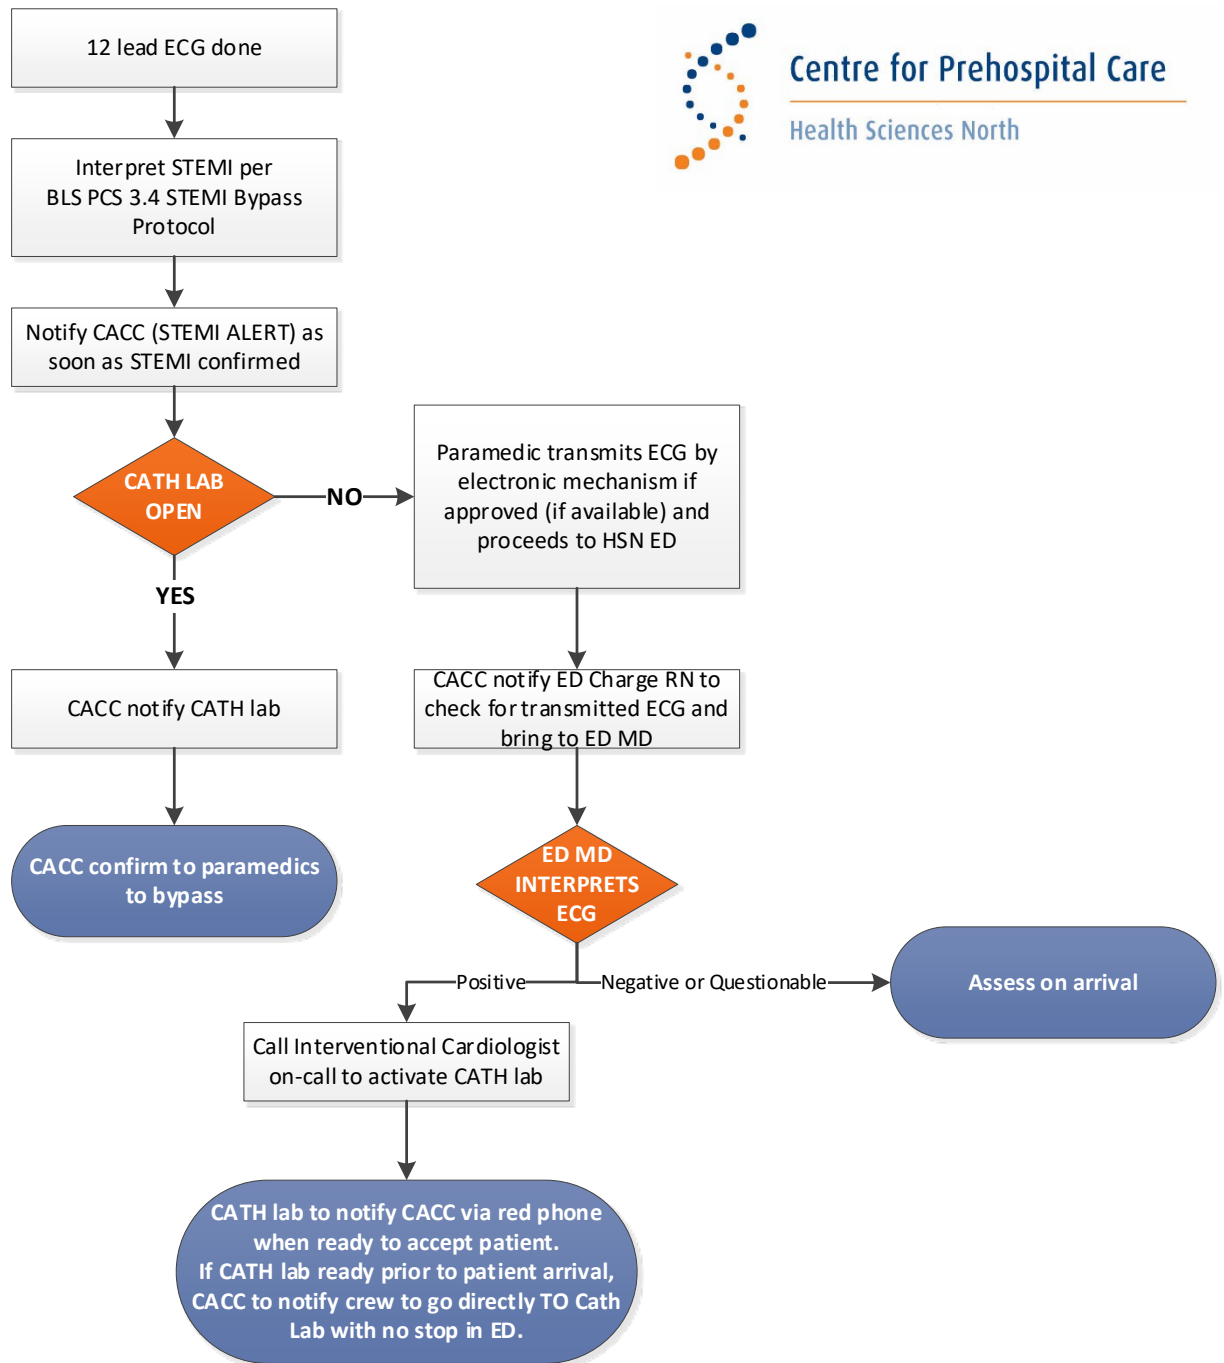 12 lead ECG done
Centre for Prehospital Care
Health Sciences North
Interpret STEMI per
BLS PCS 3.4 STEMI Bypass
Protocol
Notify CACC (STEMI ALERT) as
soon as STEMI confirmed
CATH LAB
OPEN
NO
Paramedic transmits ECG by
electronic mechanism if
approved (if available) and
proceeds to HSN ED
YES
CACC notify CATH lab
CACC notify ED Charge RN to
check for transmitted ECG and
bring to ED MD
CACC confirm to paramedics
to bypass
ED MD
INTERPRETS
ECG
Positive
Negative or Questionable
Assess on arrival
Call Interventional Cardiologist
on-call to activate CATH lab
CATH lab to notify CACC via red phone
when ready to accept patient.
If CATH lab ready prior to patient arrival,
CACC to notify crew to go directly TO Cath
Lab with no stop in ED.